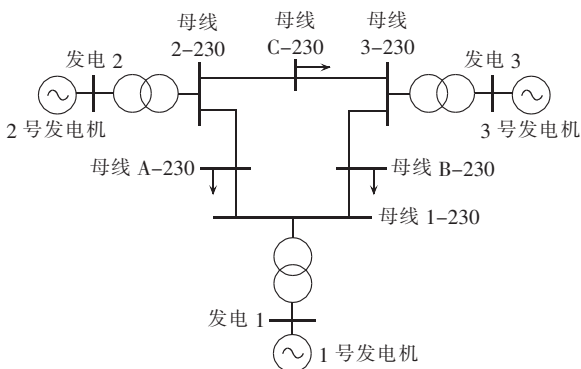 母线
2-230
母线
C-230
母线
3-230
发电 2
发电 3
2 号发电机
3 号发电机
母线 A-230
母线 B-230
母线 1-230
发电 1
1 号发电机